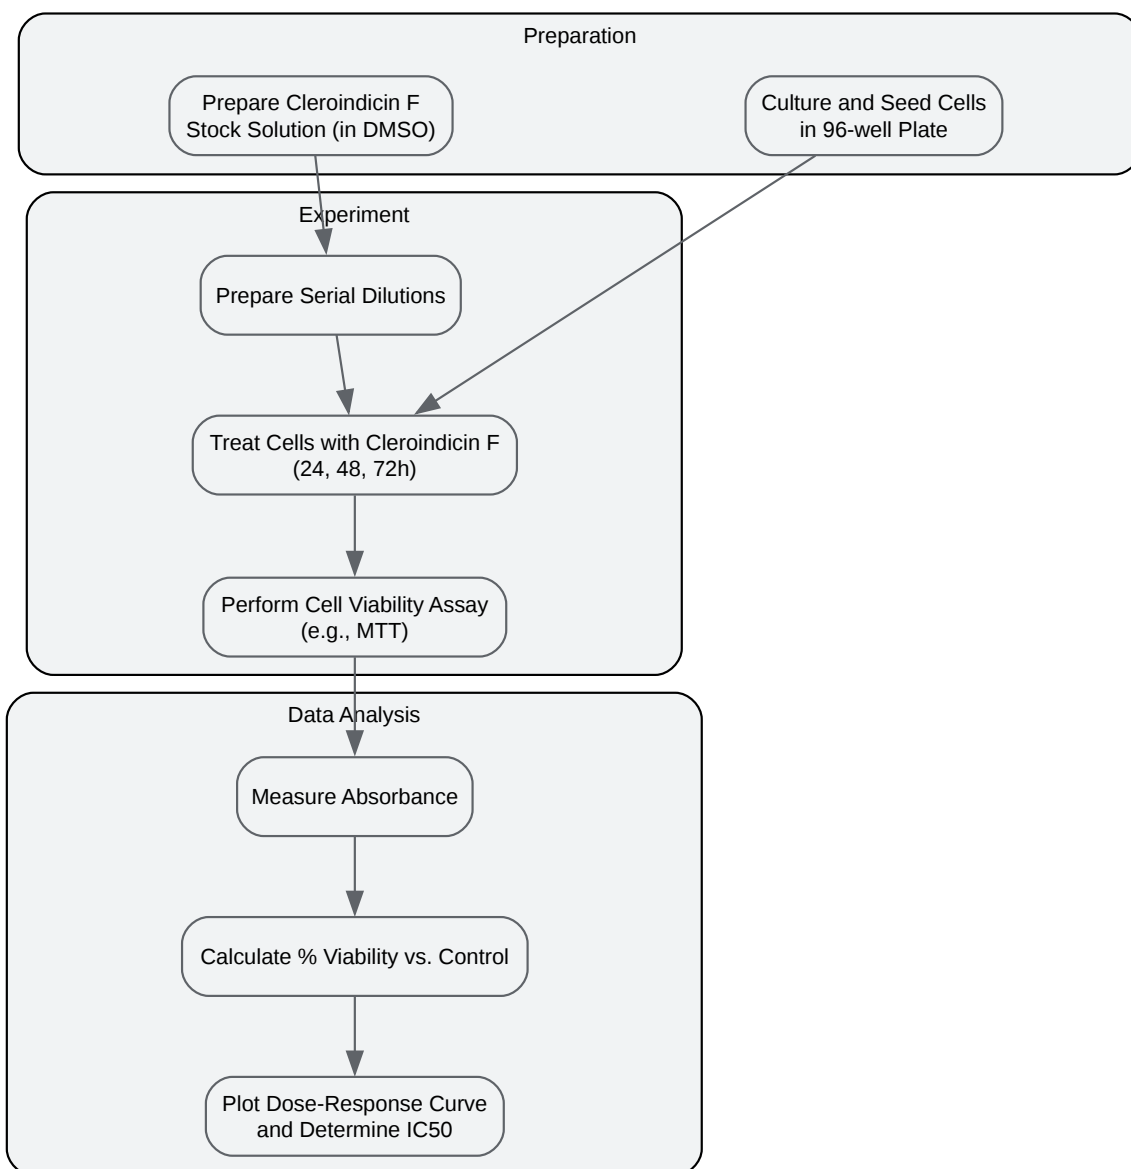 Preparation
Prepare Cleroindicin F
Stock Solution (in DMSO)
Culture and Seed Cells
in 96-well Plate
Experiment
Prepare Serial Dilutions
Treat Cells with Cleroindicin F
(24, 48, 72h)
Perform Cell Viability Assay
(e.g., MTT)
Data Analysis
Measure Absorbance
Calculate % Viability vs. Control
Plot Dose-Response Curve
and Determine IC50